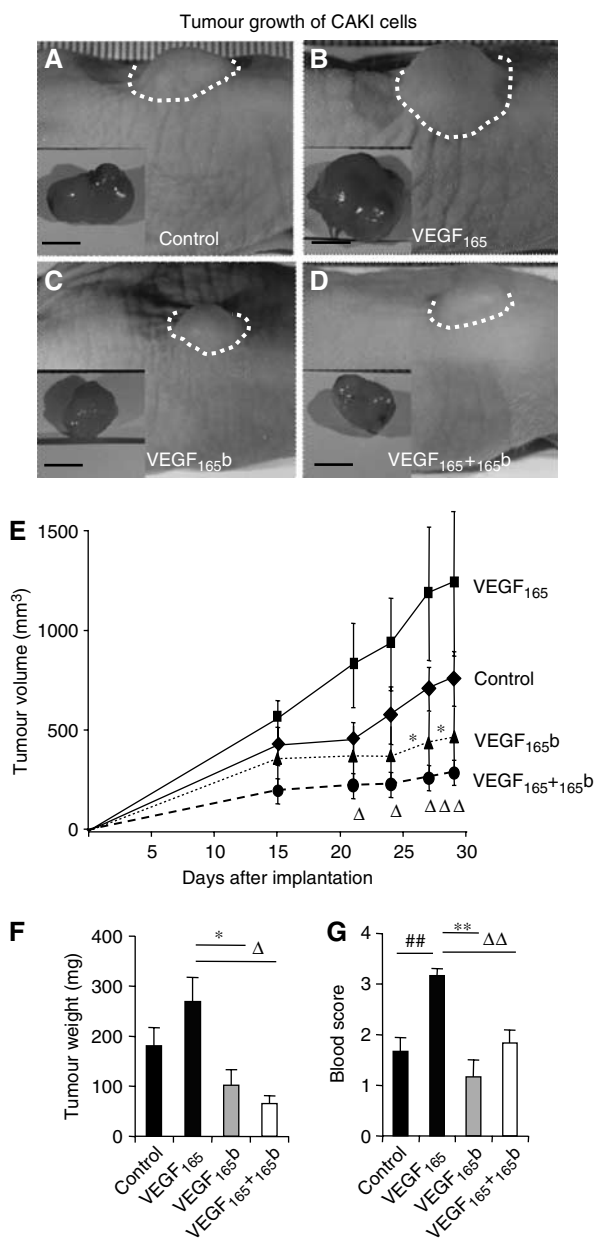 Tumour growth of CAKI cells
A
Control
B
VEGF₁₆₅
C
VEGF₁₆₅b
D
VEGF₁₆₅+₁₆₅b
E
Tumour volume (mm³)
1500
1000
500
0
5 10 15 20 25 30
Days after implantation
VEGF₁₆₅
Control
VEGF₁₆₅b
VEGF₁₆₅+₁₆₅b
* *
Δ Δ Δ Δ Δ
F
Tumour weight (mg)
400
300
200
100
0
* 
Δ
Control VEGF₁₆₅ VEGF₁₆₅b VEGF₁₆₅+₁₆₅b
G
Blood score
4
3
2
1
0
## **
ΔΔ
Control VEGF₁₆₅ VEGF₁₆₅b VEGF₁₆₅+₁₆₅b